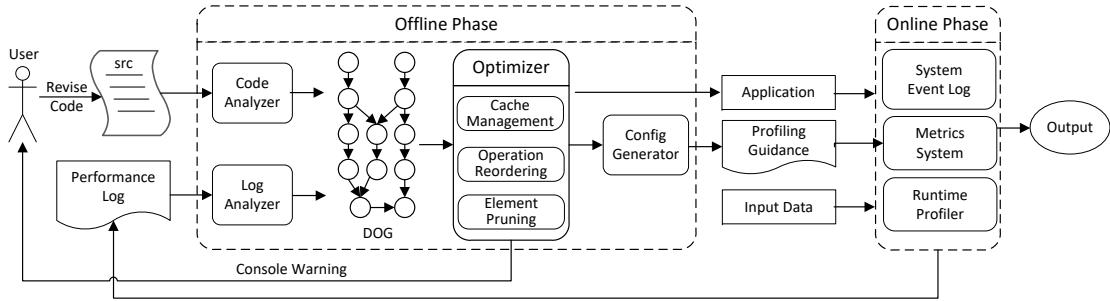 Offline Phase
Online Phase
User
Revise
Code
src
Code
Analyzer
Optimizer
Cache
Management
Operation
Reordering
Element
Pruning
Config
Generator
Application
Profiling
Guidance
Input Data
System
Event Log
Metrics
System
Runtime
Profiler
Output
Performance
Log
Log
Analyzer
DOG
Console Warning